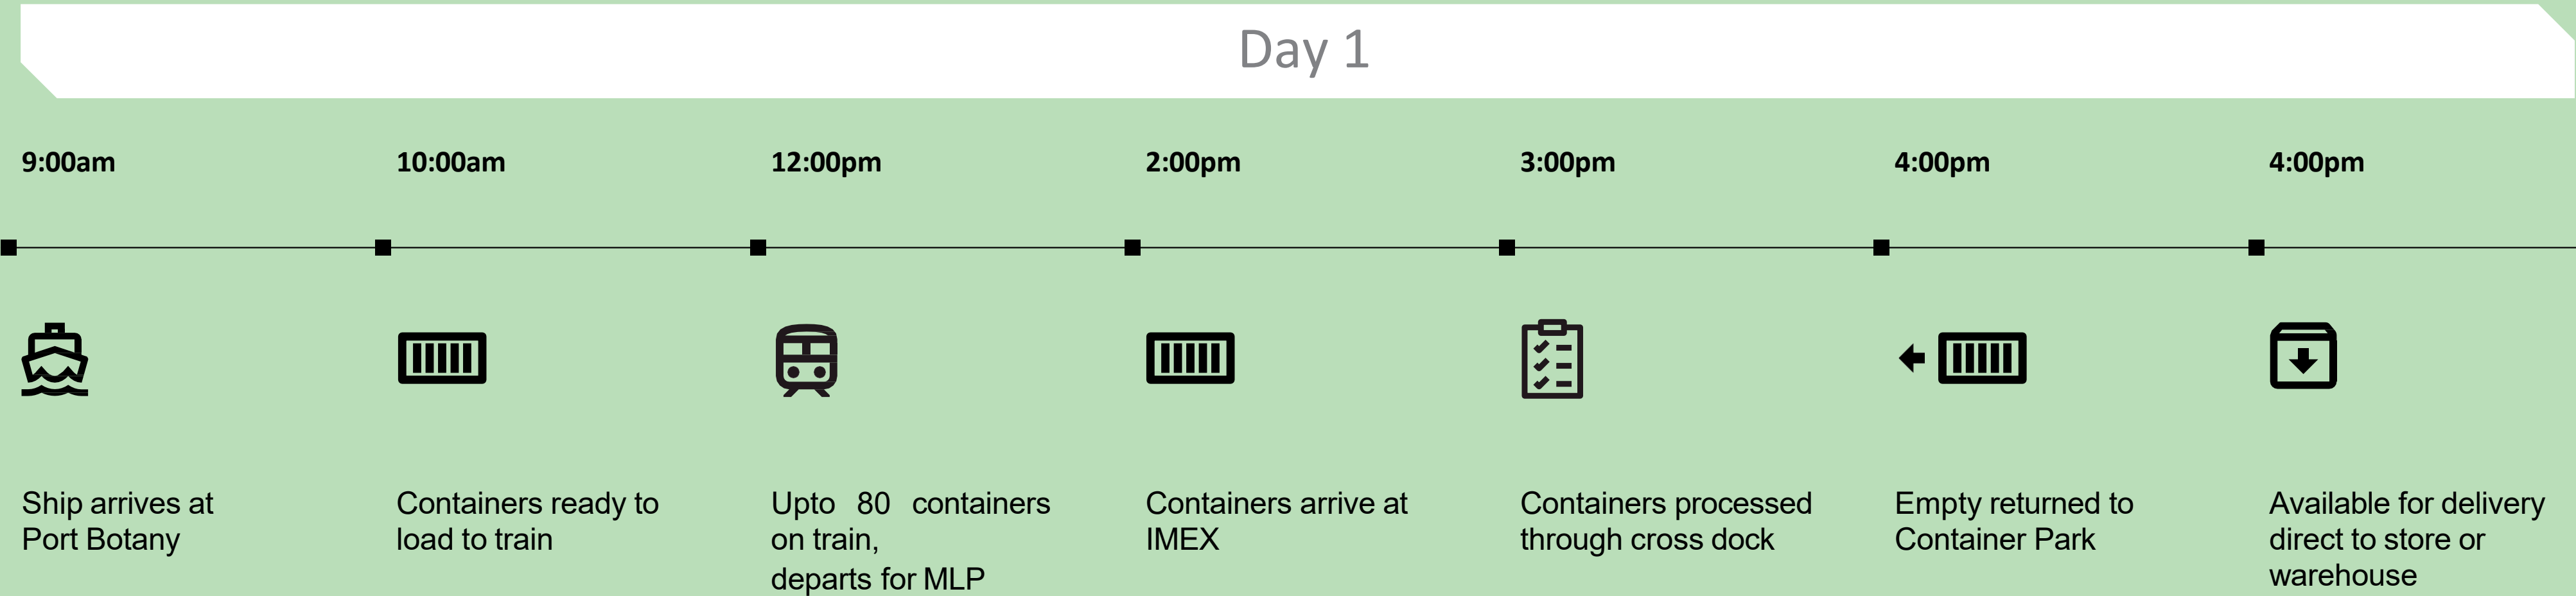 Day 1
9:00am
10:00am
12:00pm
2:00pm
3:00pm
4:00pm
4:00pm
Ship arrives at
Port Botany
Containers ready to
load to train
Upto 80 containers
on train,
departs for MLP
Containers arrive at
IMEX
Containers processed
through cross dock
Empty returned to
Container Park
Available for delivery
direct to store or
warehouse